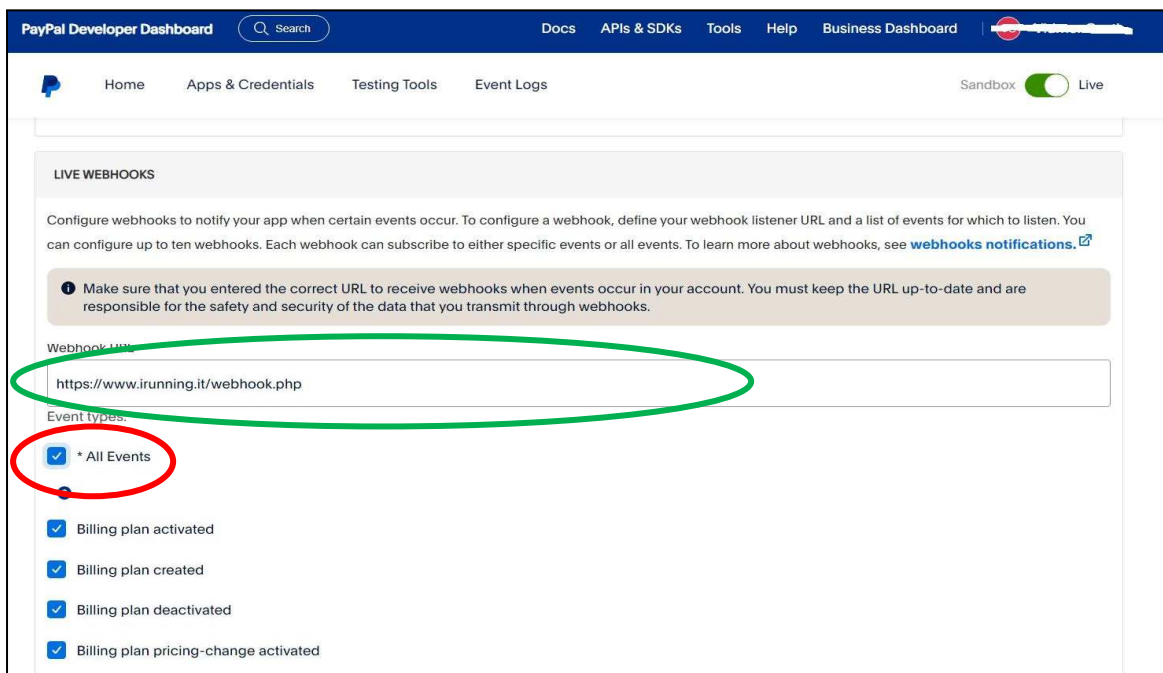 PayPal Developer Dashboard Search Docs APIs & SDKs Tools Help Business Dashboard
Home Apps & Credentials Testing Tools Event Logs Sandbox Live
LIVE WEBHOOKS
Configure webhooks to notify your app when certain events occur. To configure a webhook, define your webhook listener URL and a list of events for which to listen. You
can configure up to ten webhooks. Each webhook can subscribe to either specific events or all events. To learn more about webhooks, see webhooks notifications.
Make sure that you entered the correct URL to receive webhooks when events occur in your account. You must keep the URL up-to-date and are
responsible for the safety and security of the data that you transmit through webhooks.
Webhook URL
https://www.irunning.it/webhook.php
Event types:
* All Events
Billing plan activated
Billing plan created
Billing plan deactivated
Billing plan pricing-change activated